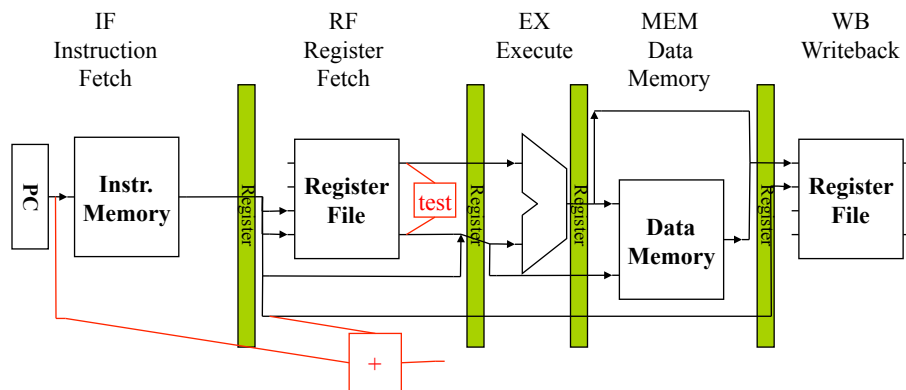 IF
Instruction
Fetch
RF
Register
Fetch
EX
Execute
MEM
Data
Memory
WB
Writeback
PC
Instr.
Memory
Register
Register
File
test
Register
Register
Data
Memory
Register
Register
File
+